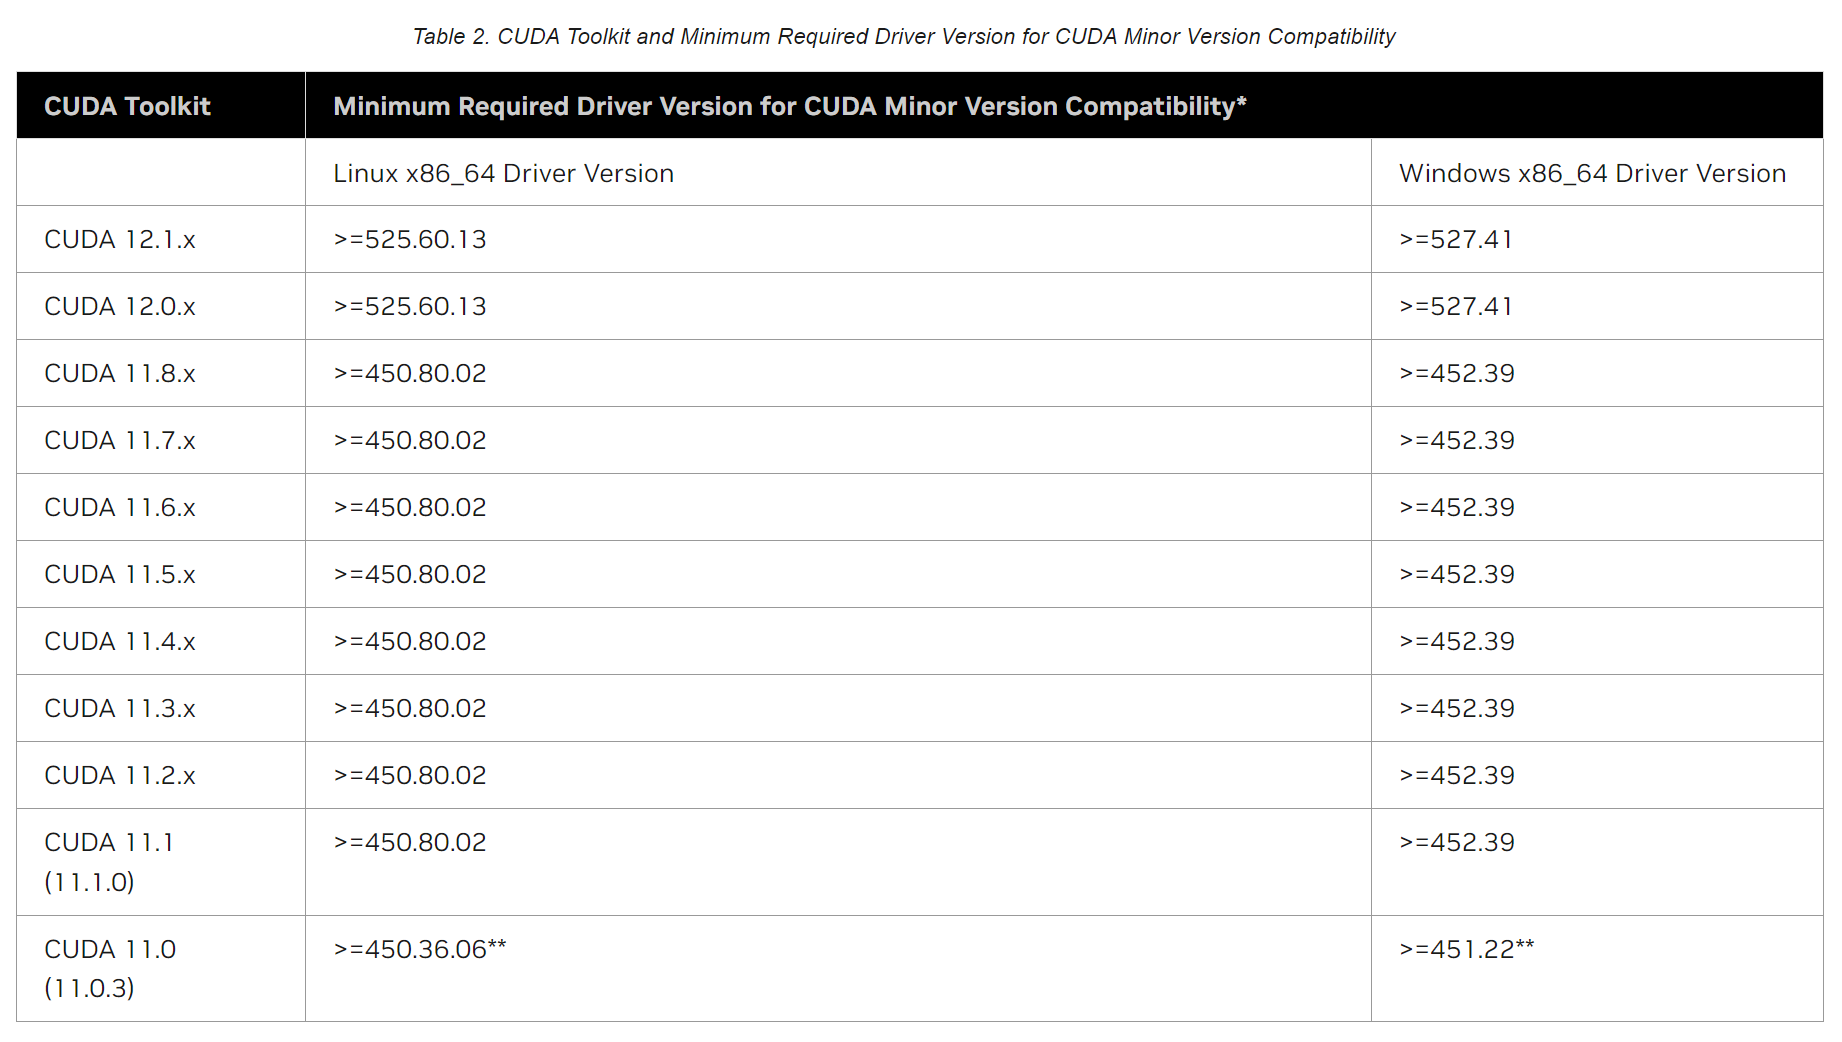 Table 2. CUDA Toolkit and Minimum Required Driver Version for CUDA Minor Version Compatibility
CUDA Toolkit Minimum Required Driver Version for CUDA Minor Version Compatibility*
Linux x86_64 Driver Version Windows x86_64 Driver Version
CUDA 12.1.x >=525.60.13 >=527.41
CUDA 12.0.x >=525.60.13 >=527.41
CUDA 11.8.x >=450.80.02 >=452.39
CUDA 11.7.x >=450.80.02 >=452.39
CUDA 11.6.x >=450.80.02 >=452.39
CUDA 11.5.x >=450.80.02 >=452.39
CUDA 11.4.x >=450.80.02 >=452.39
CUDA 11.3.x >=450.80.02 >=452.39
CUDA 11.2.x >=450.80.02 >=452.39
CUDA 11.1 >=450.80.02 >=452.39
(11.1.0)
CUDA 11.0 >=450.36.06** >=451.22**
(11.0.3)